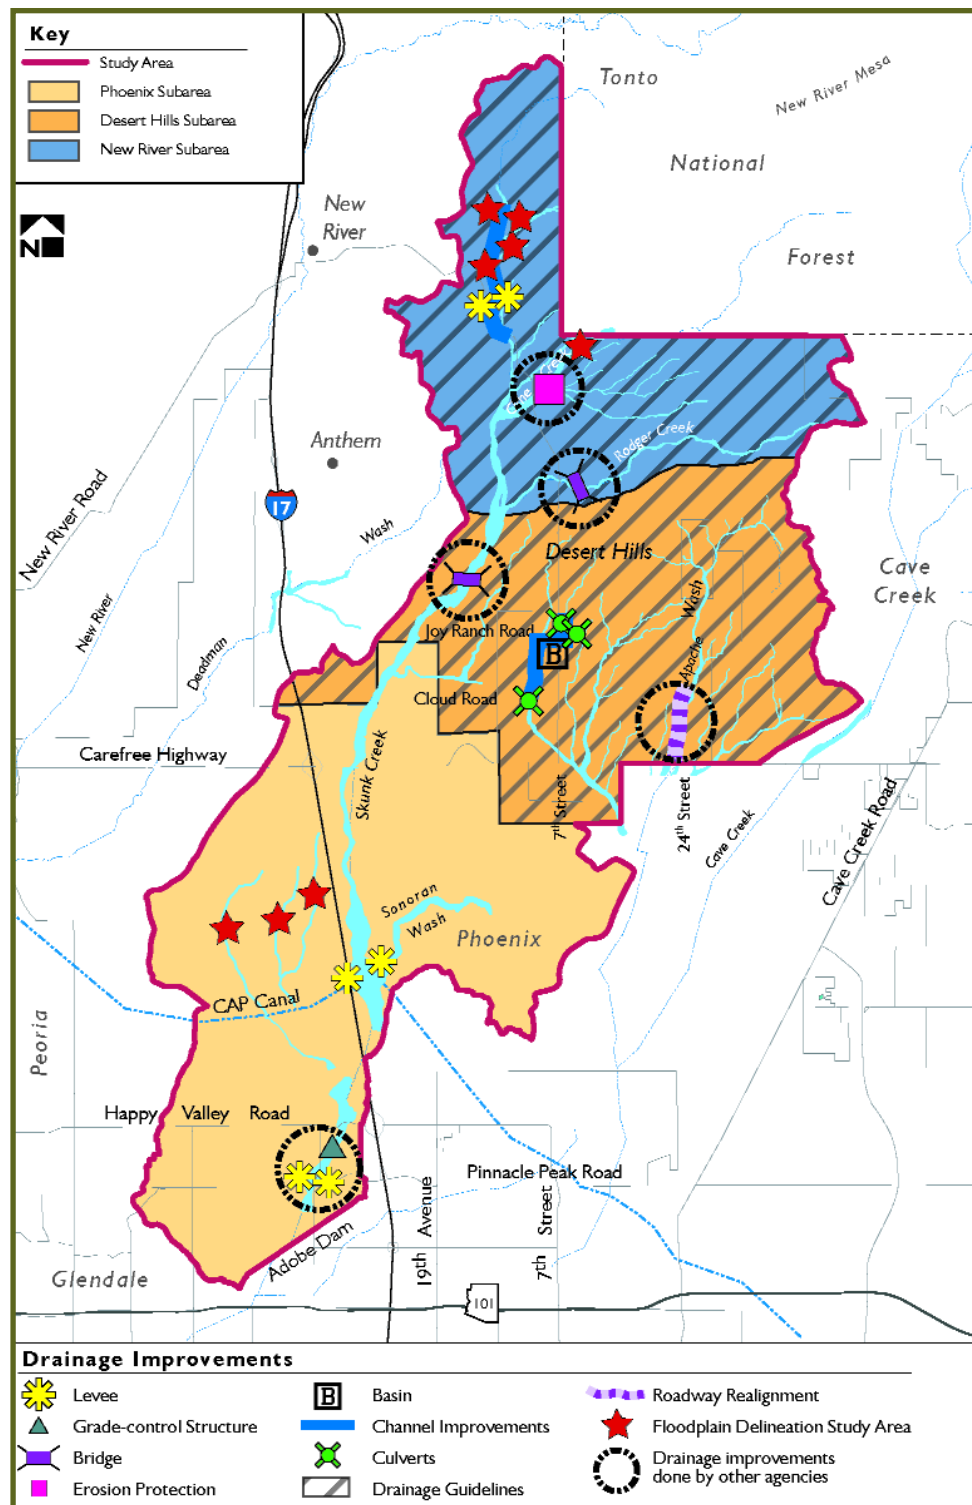 Key
Study Area
Phoenix Subarea
Desert Hills Subarea
New River Subarea
N
Tonto
New River Mesa
National
Forest
New
River
Anthem
Rodger Creek
17
Wash
New River Road
New River
Deadman
Desert Hills
Cave
Creek
Joy Ranch Road
B
Wash
Apache
Cloud Road
Carefree Highway
Skunk Creek
7th Street
24th Street
Cave Creek
Cave Creek Road
Sonoran
Wash
Phoenix
CAP Canal
Peoria
Happy Valley Road
Pinnacle Peak Road
19th Avenue
7th Street
Adobe Dam
Glendale
101
Drainage Improvements
Levee
Grade-control Structure
Bridge
Erosion Protection
B
Basin
Channel Improvements
Culverts
Drainage Guidelines
Roadway Realignment
Floodplain Delineation Study Area
Drainage improvements
done by other agencies